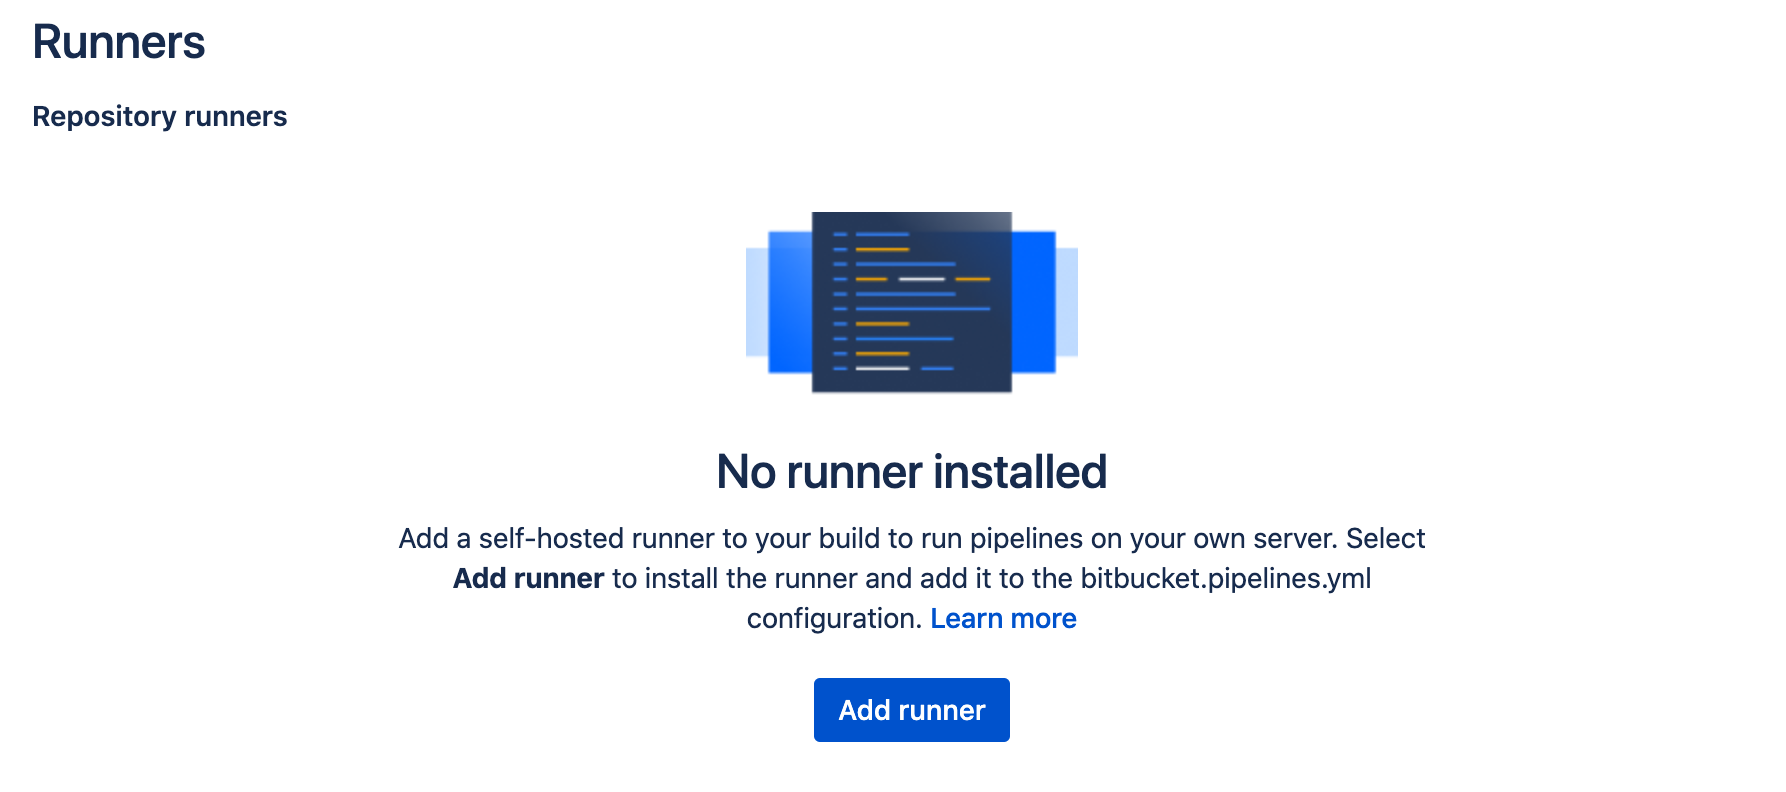 Runners
Repository runners
No runner installed
Add a self-hosted runner to your build to run pipelines on your own server. Select
Add runner to install the runner and add it to the bitbucket.pipelines.yml
configuration. Learn more
Add runner